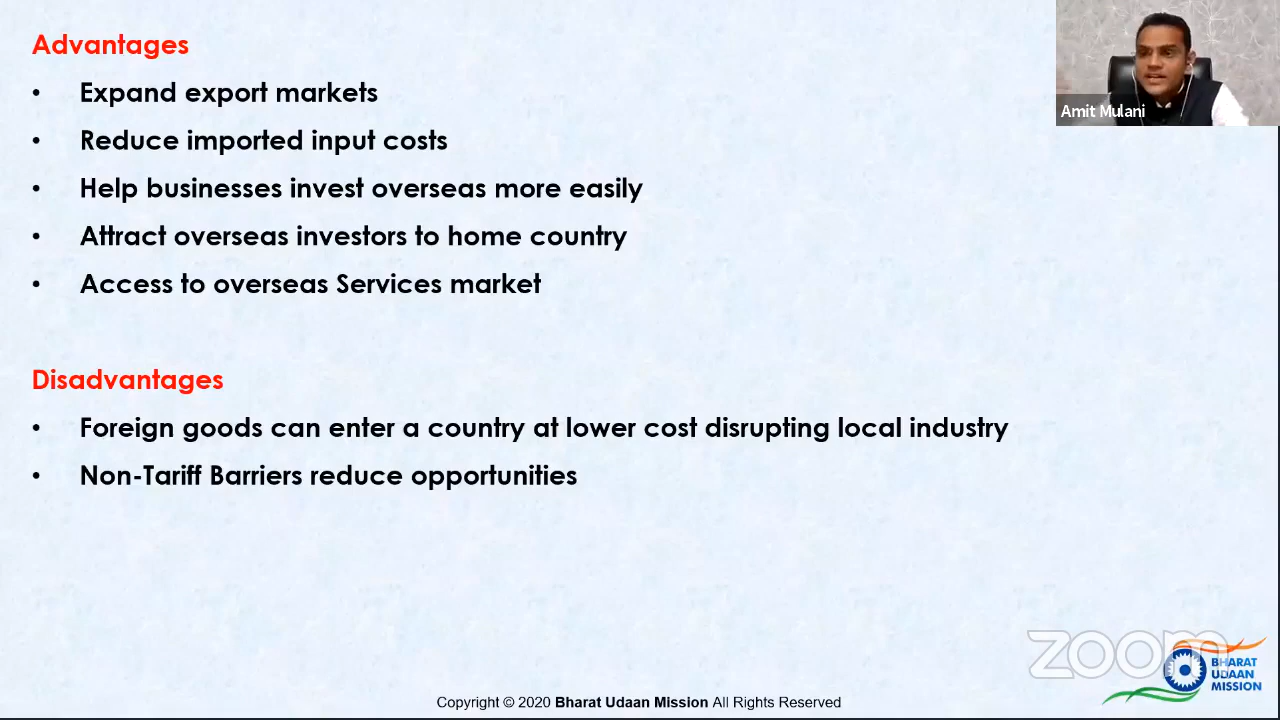 Advantages
• Expand export markets
• Reduce imported input costs
• Help businesses invest overseas more easily
• Attract overseas investors to home country
• Access to overseas Services market
Disadvantages
• Foreign goods can enter a country at lower cost disrupting local industry
• Non-Tariff Barriers reduce opportunities
Amit Mulani
zoom
BHARAT
UDAAN
MISSION
Copyright © 2020 Bharat Udaan Mission All Rights Reserved